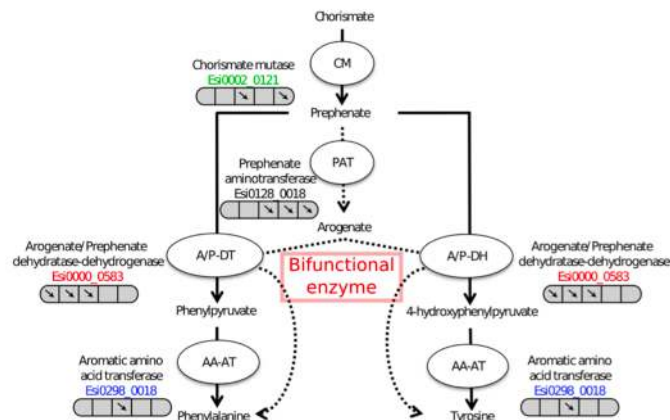 Chorismate
CM
Chorismate mutase
Esi0002_0121
Prephenate
PAT
Prephenate
aminotransferase
Esi0128_0018
Arogenate
Arogenate/Prephenate
dehydratase-dehydrogenase
Esi0000_0583
A/P-DT
Bifunctional
enzyme
A/P-DH
Arogenate/Prephenate
dehydratase-dehydrogenase
Esi0000_0583
Phenylpyruvate
4-hydroxyphenylpyruvate
Aromatic amino
acid transferase
Esi0298_0018
AA-AT
AA-AT
Aromatic amino
acid transferase
Esi0298_0018
Phenylalanine
Tyrosine